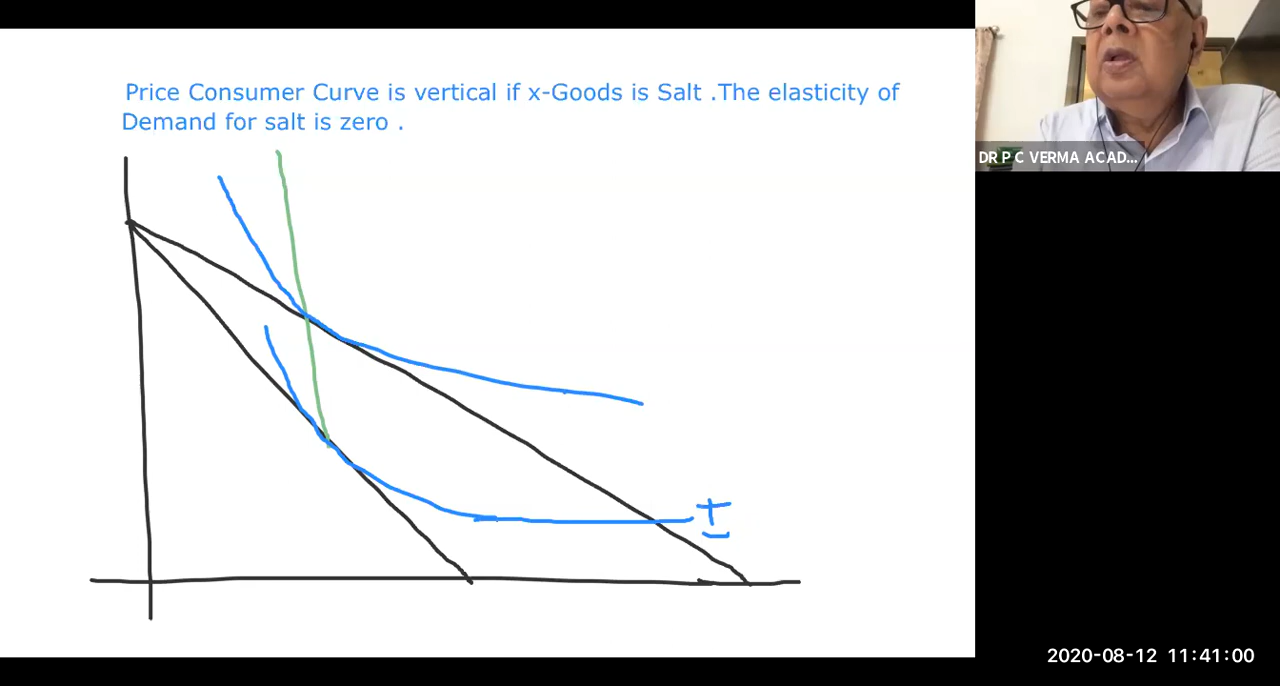 Price Consumer Curve is vertical if x-Goods is Salt .The elasticity of
Demand for salt is zero .
I
DR P C VERMA ACAD...
2020-08-12 11:41:00